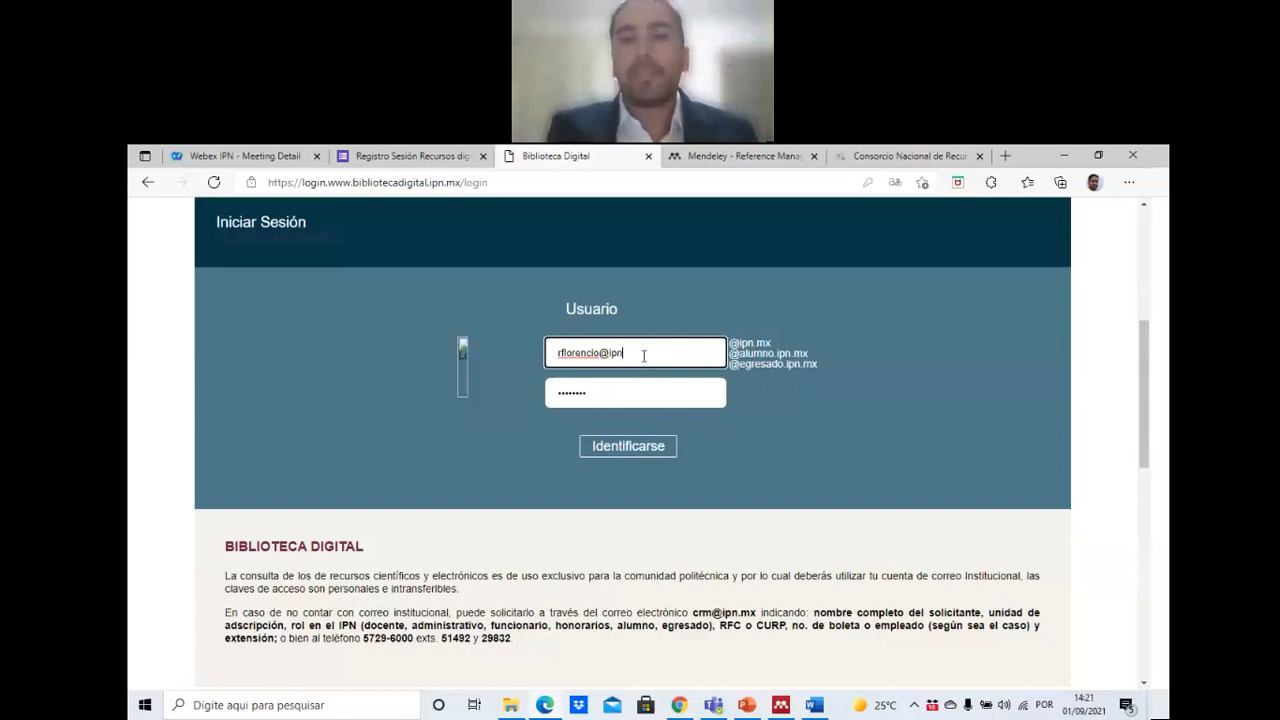 Webex IPN - Meeting Detail
Registro Sesión Recursos dig
Biblioteca Digital
Mendeley - Reference Mana
Consorcio Nacional de Recur
https://login.www.bibliotecadigital.ipn.mx/login
Iniciar Sesión
Usuario
rflorencio@ipn
@ipn.mx
@alumno.ipn.mx
@egresado.ipn.mx
••••••••
Identificarse
BIBLIOTECA DIGITAL
La consulta de los de recursos científicos y electrónicos es de uso exclusivo para la comunidad politécnica y por lo cual deberás utilizar tu cuenta de correo Institucional, las
claves de acceso son personales e intransferibles.
En caso de no contar con correo institucional, puede solicitarlo a través del correo electrónico crm@ipn.mx indicando: nombre completo del solicitante, unidad de
adscripción, rol en el IPN (docente, administrativo, funcionario, honorarios, alumno, egresado), RFC o CURP, no. de boleta o empleado (según sea el caso) y
extensión; o bien al teléfono 5729-6000 exts. 51492 y 29832.
Digite aqui para pesquisar
25°C
POR
14:21
01/09/2021